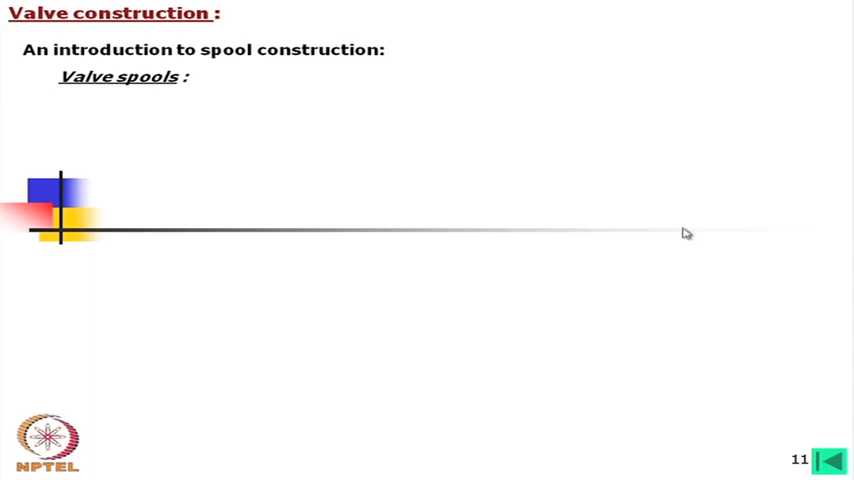 Valve construction :
An introduction to spool construction:
Valve spools :
NPTEL
11